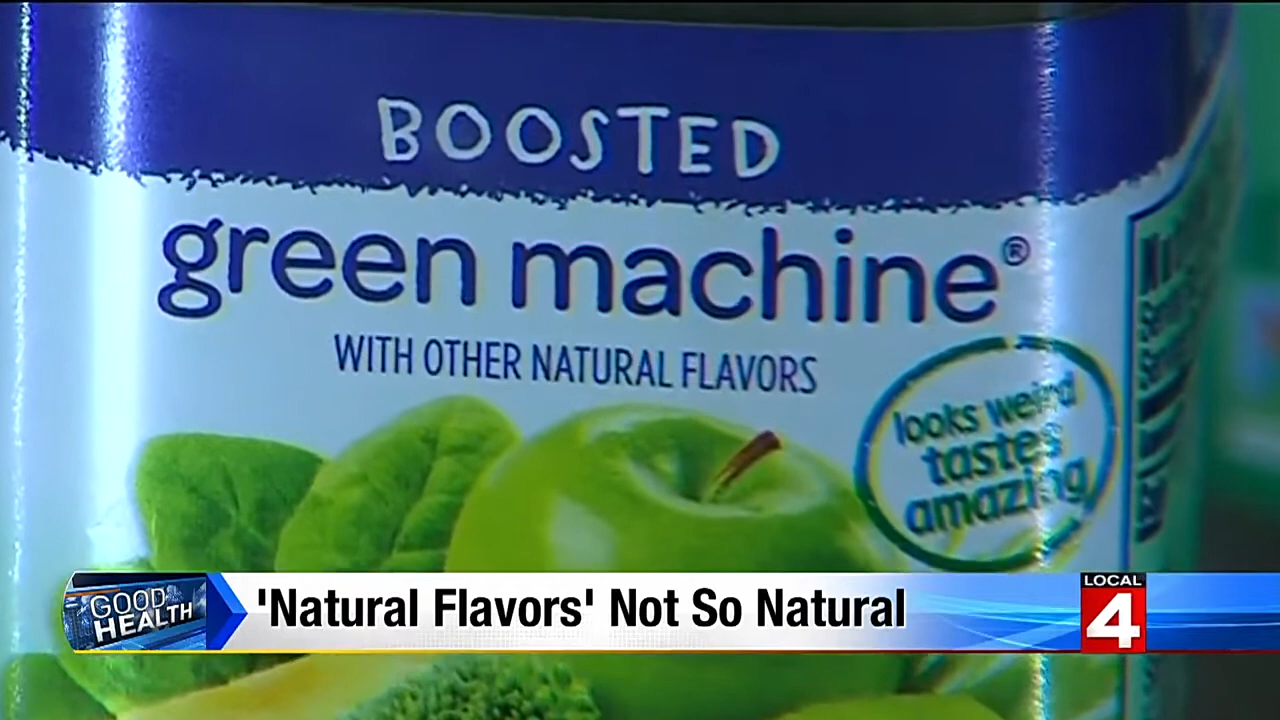 BOOSTED
green machine®
WITH OTHER NATURAL FLAVORS
looks weird
tastes
amazing
GOOD
HEALTH
'Natural Flavors' Not So Natural
LOCAL
4